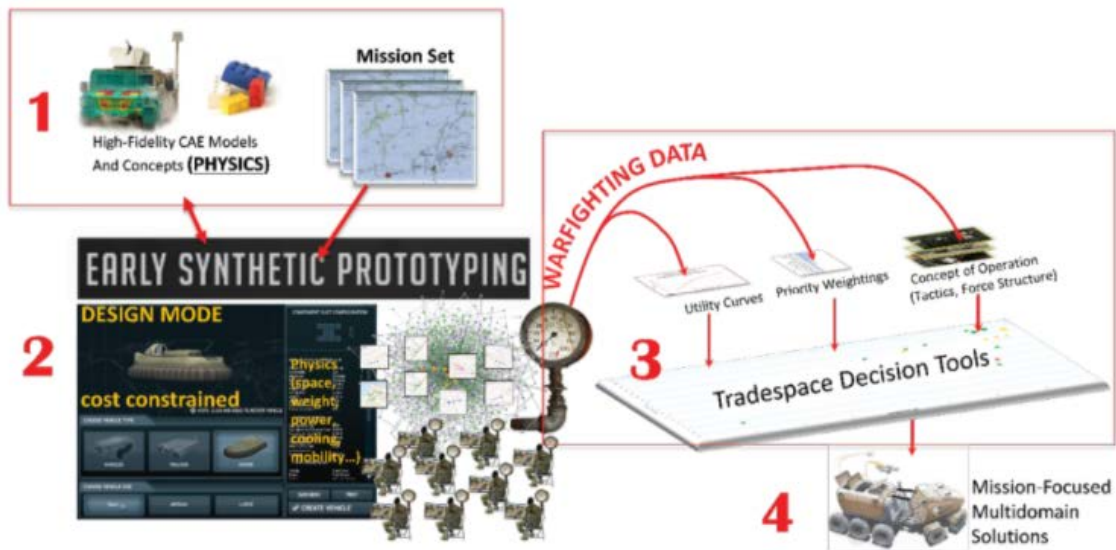 1
Mission Set
High-Fidelity CAE Models
And Concepts (PHYSICS)
EARLY SYNTHETIC PROTOTYPING
2
DESIGN MODE
cost constrained
Physics
(space,
weight,
power,
cooling,
mobility...)
CREATE VEHICLE
WARFIGHTING DATA
3
Utility Curves
Priority Weightings
Concept of Operation
(Tactics, Force Structure)
Tradespace Decision Tools
4
Mission-Focused
Multidomain
Solutions